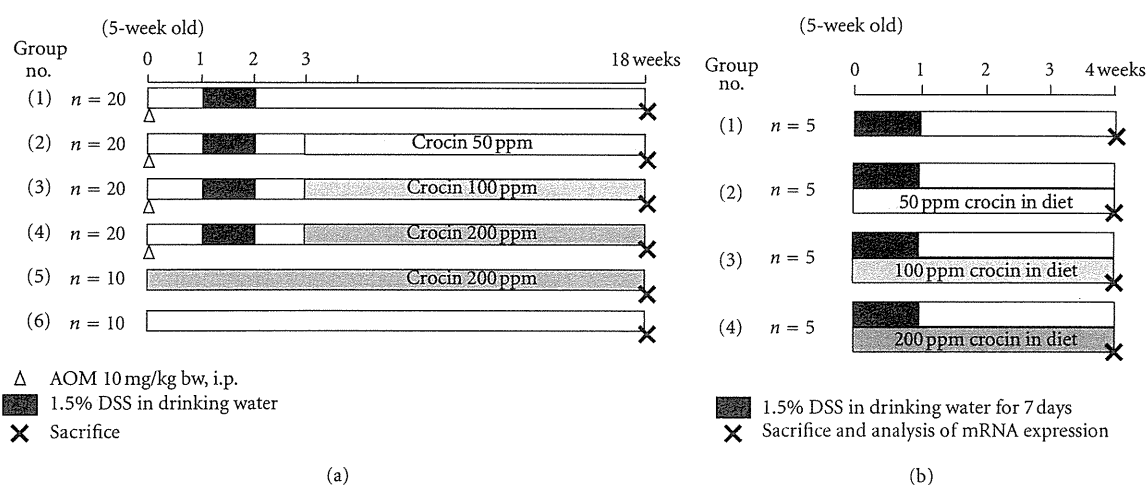 (5-week old)
Group
no.
0 1 2 3 18 weeks
(1) n = 20
(2) n = 20 Crocin 50 ppm
(3) n = 20 Crocin 100 ppm
(4) n = 20 Crocin 200 ppm
(5) n = 10 Crocin 200 ppm
(6) n = 10
AOM 10 mg/kg bw, i.p.
1.5% DSS in drinking water
Sacrifice
(a)
(5-week old)
Group
no.
0 1 2 3 4 weeks
(1) n = 5
(2) n = 5
50 ppm crocin in diet
(3) n = 5
100 ppm crocin in diet
(4) n = 5
200 ppm crocin in diet
1.5% DSS in drinking water for 7 days
Sacrifice and analysis of mRNA expression
(b)